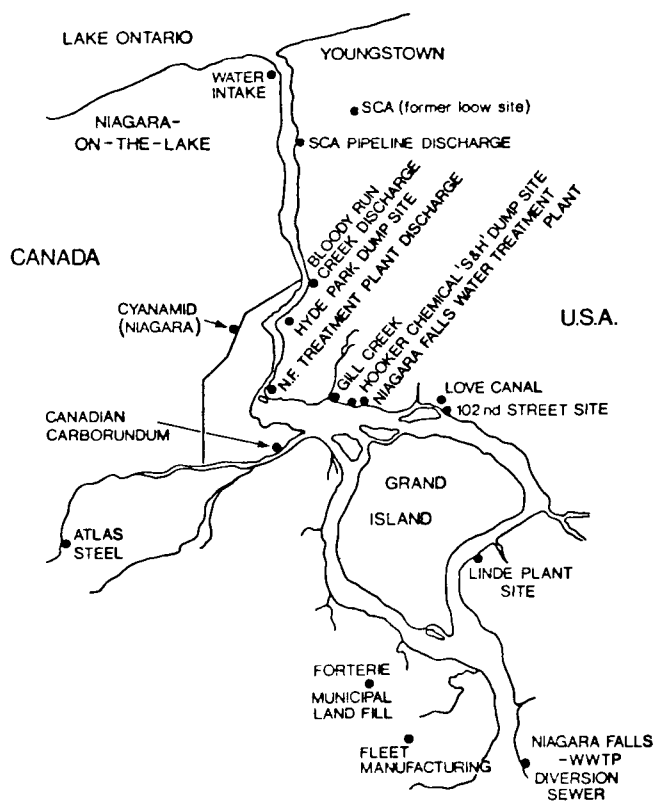 LAKE ONTARIO
YOUNGSTOWN
WATER
INTAKE
SCA (former loow site)
NIAGARA-
ON-THE-LAKE
SCA PIPELINE DISCHARGE
BLOODY RUN
CREEK DISCHARGE
HYDE PARK DUMP SITE
N.F. TREATMENT PLANT DISCHARGE
CANADA
CYANAMID
(NIAGARA)
GILL CREEK
HOOKER CHEMICAL 'S&H' DUMP SITE
NIAGARA FALLS WATER TREATMENT
PLANT
U.S.A.
LOVE CANAL
102nd STREET SITE
CANADIAN
CARBORUNDUM
GRAND
ISLAND
ATLAS
STEEL
LINDE PLANT
SITE
FORTERIE
MUNICIPAL
LAND FILL
FLEET
MANUFACTURING
NIAGARA FALLS
-WWTP
DIVERSION
SEWER